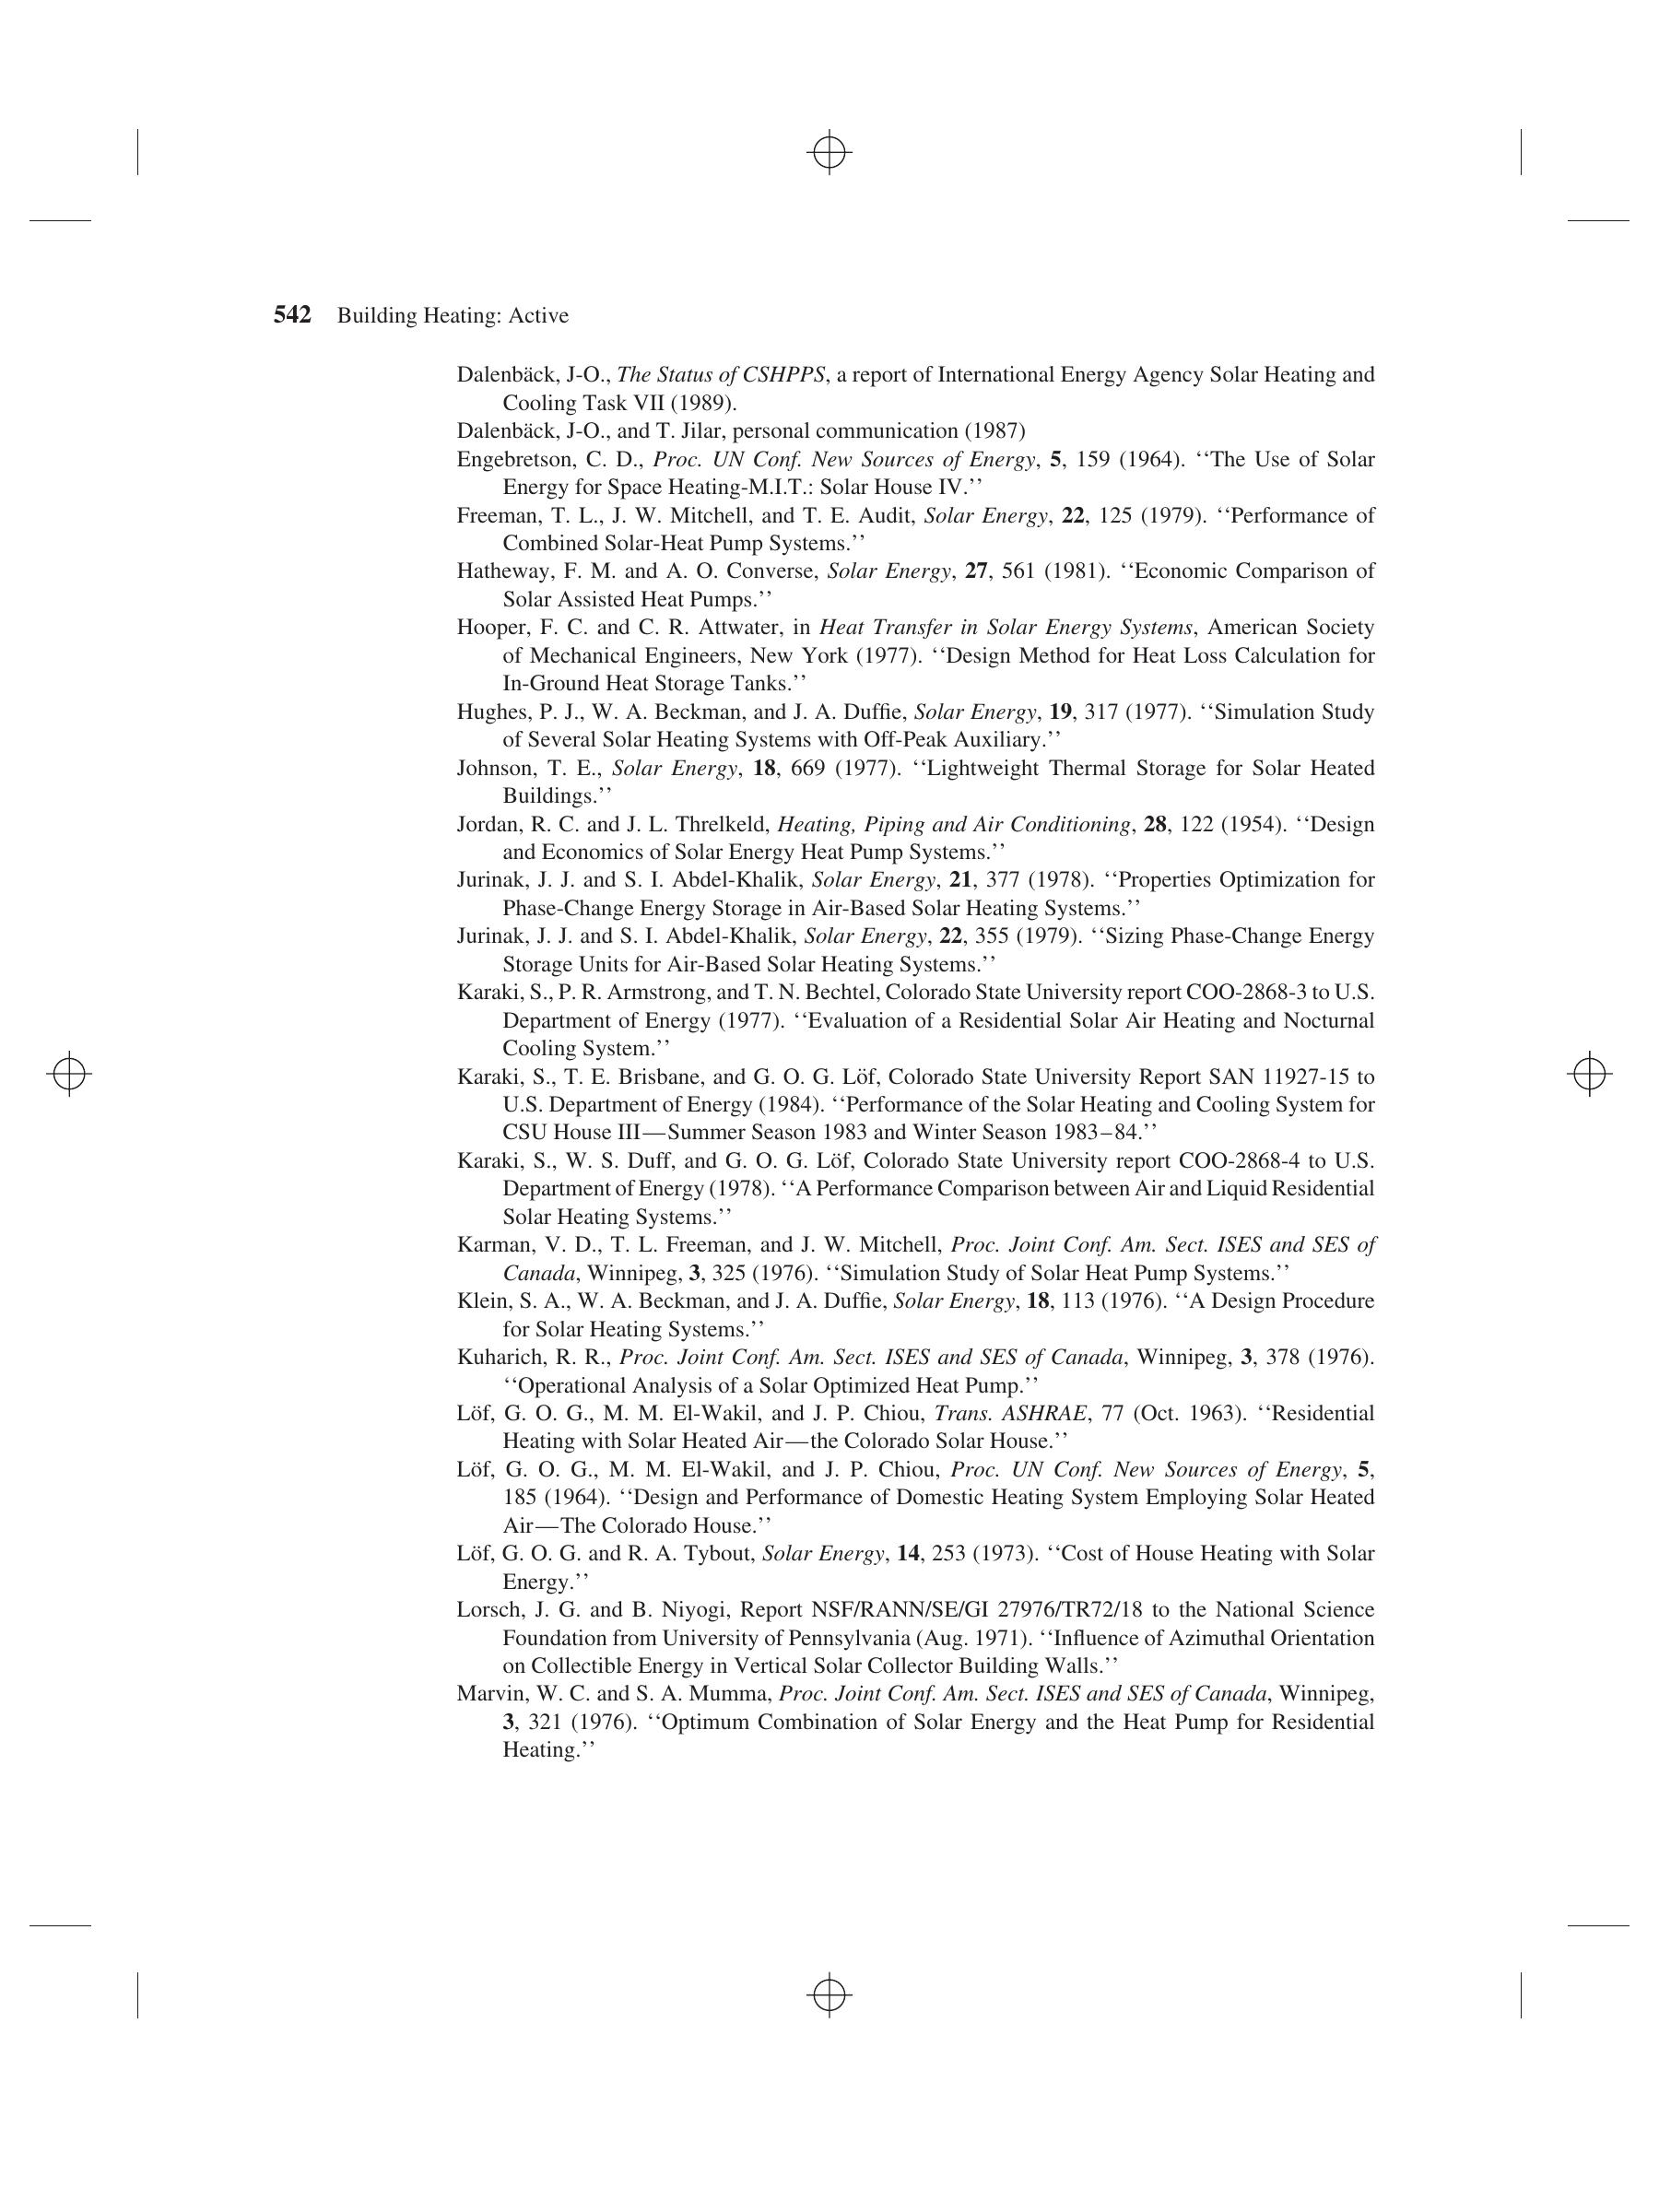 542 Building Heating: Active
Dalenbäck, J-O., The Status of CSHPPS, a report of International Energy Agency Solar Heating and
Cooling Task VII (1989).
Dalenbäck, J-O., and T. Jilar, personal communication (1987)
Engebretson, C. D., Proc. UN Conf. New Sources of Energy, 5, 159 (1964). ‘‘The Use of Solar
Energy for Space Heating-M.I.T.: Solar House IV.’’
Freeman, T. L., J. W. Mitchell, and T. E. Audit, Solar Energy, 22, 125 (1979). ‘‘Performance of
Combined Solar-Heat Pump Systems.’’
Hatheway, F. M. and A. O. Converse, Solar Energy, 27, 561 (1981). ‘‘Economic Comparison of
Solar Assisted Heat Pumps.’’
Hooper, F. C. and C. R. Attwater, in Heat Transfer in Solar Energy Systems, American Society
of Mechanical Engineers, New York (1977). ‘‘Design Method for Heat Loss Calculation for
In-Ground Heat Storage Tanks.’’
Hughes, P. J., W. A. Beckman, and J. A. Duffie, Solar Energy, 19, 317 (1977). ‘‘Simulation Study
of Several Solar Heating Systems with Off-Peak Auxiliary.’’
Johnson, T. E., Solar Energy, 18, 669 (1977). ‘‘Lightweight Thermal Storage for Solar Heated
Buildings.’’
Jordan, R. C. and J. L. Threlkeld, Heating, Piping and Air Conditioning, 28, 122 (1954). ‘‘Design
and Economics of Solar Energy Heat Pump Systems.’’
Jurinak, J. J. and S. I. Abdel-Khalik, Solar Energy, 21, 377 (1978). ‘‘Properties Optimization for
Phase-Change Energy Storage in Air-Based Solar Heating Systems.’’
Jurinak, J. J. and S. I. Abdel-Khalik, Solar Energy, 22, 355 (1979). ‘‘Sizing Phase-Change Energy
Storage Units for Air-Based Solar Heating Systems.’’
Karaki, S., P. R. Armstrong, and T. N. Bechtel, Colorado State University report COO-2868-3 to U.S.
Department of Energy (1977). ‘‘Evaluation of a Residential Solar Air Heating and Nocturnal
Cooling System.’’
Karaki, S., T. E. Brisbane, and G. O. G. Löf, Colorado State University Report SAN 11927-15 to
U.S. Department of Energy (1984). ‘‘Performance of the Solar Heating and Cooling System for
CSU House III—Summer Season 1983 and Winter Season 1983–84.’’
Karaki, S., W. S. Duff, and G. O. G. Löf, Colorado State University report COO-2868-4 to U.S.
Department of Energy (1978). ‘‘A Performance Comparison between Air and Liquid Residential
Solar Heating Systems.’’
Karman, V. D., T. L. Freeman, and J. W. Mitchell, Proc. Joint Conf. Am. Sect. ISES and SES of
Canada, Winnipeg, 3, 325 (1976). ‘‘Simulation Study of Solar Heat Pump Systems.’’
Klein, S. A., W. A. Beckman, and J. A. Duffie, Solar Energy, 18, 113 (1976). ‘‘A Design Procedure
for Solar Heating Systems.’’
Kuharich, R. R., Proc. Joint Conf. Am. Sect. ISES and SES of Canada, Winnipeg, 3, 378 (1976).
‘‘Operational Analysis of a Solar Optimized Heat Pump.’’
Löf, G. O. G., M. M. El-Wakil, and J. P. Chiou, Trans. ASHRAE, 77 (Oct. 1963). ‘‘Residential
Heating with Solar Heated Air—the Colorado Solar House.’’
Löf, G. O. G., M. M. El-Wakil, and J. P. Chiou, Proc. UN Conf. New Sources of Energy, 5,
185 (1964). ‘‘Design and Performance of Domestic Heating System Employing Solar Heated
Air—The Colorado House.’’
Löf, G. O. G. and R. A. Tybout, Solar Energy, 14, 253 (1973). ‘‘Cost of House Heating with Solar
Energy.’’
Lorsch, J. G. and B. Niyogi, Report NSF/RANN/SE/GI 27976/TR72/18 to the National Science
Foundation from University of Pennsylvania (Aug. 1971). ‘‘Influence of Azimuthal Orientation
on Collectible Energy in Vertical Solar Collector Building Walls.’’
Marvin, W. C. and S. A. Mumma, Proc. Joint Conf. Am. Sect. ISES and SES of Canada, Winnipeg,
3, 321 (1976). ‘‘Optimum Combination of Solar Energy and the Heat Pump for Residential
Heating.’’